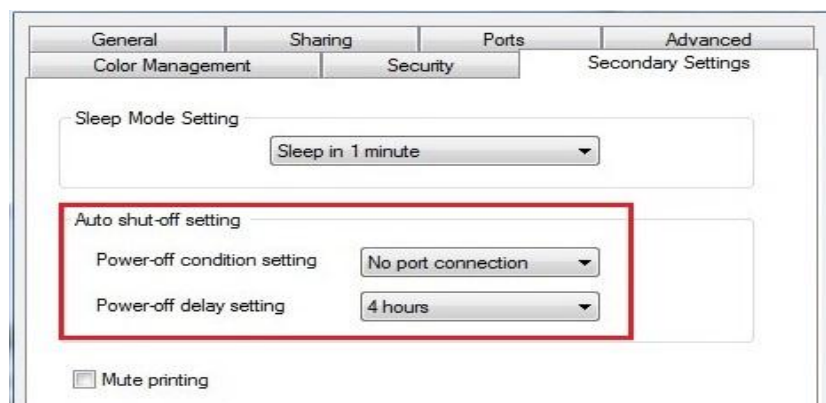 General Sharing Ports Advanced
Color Management Security Secondary Settings
Sleep Mode Setting
Sleep in 1 minute
Auto shut-off setting
Power-off condition setting No port connection
Power-off delay setting 4 hours
Mute printing